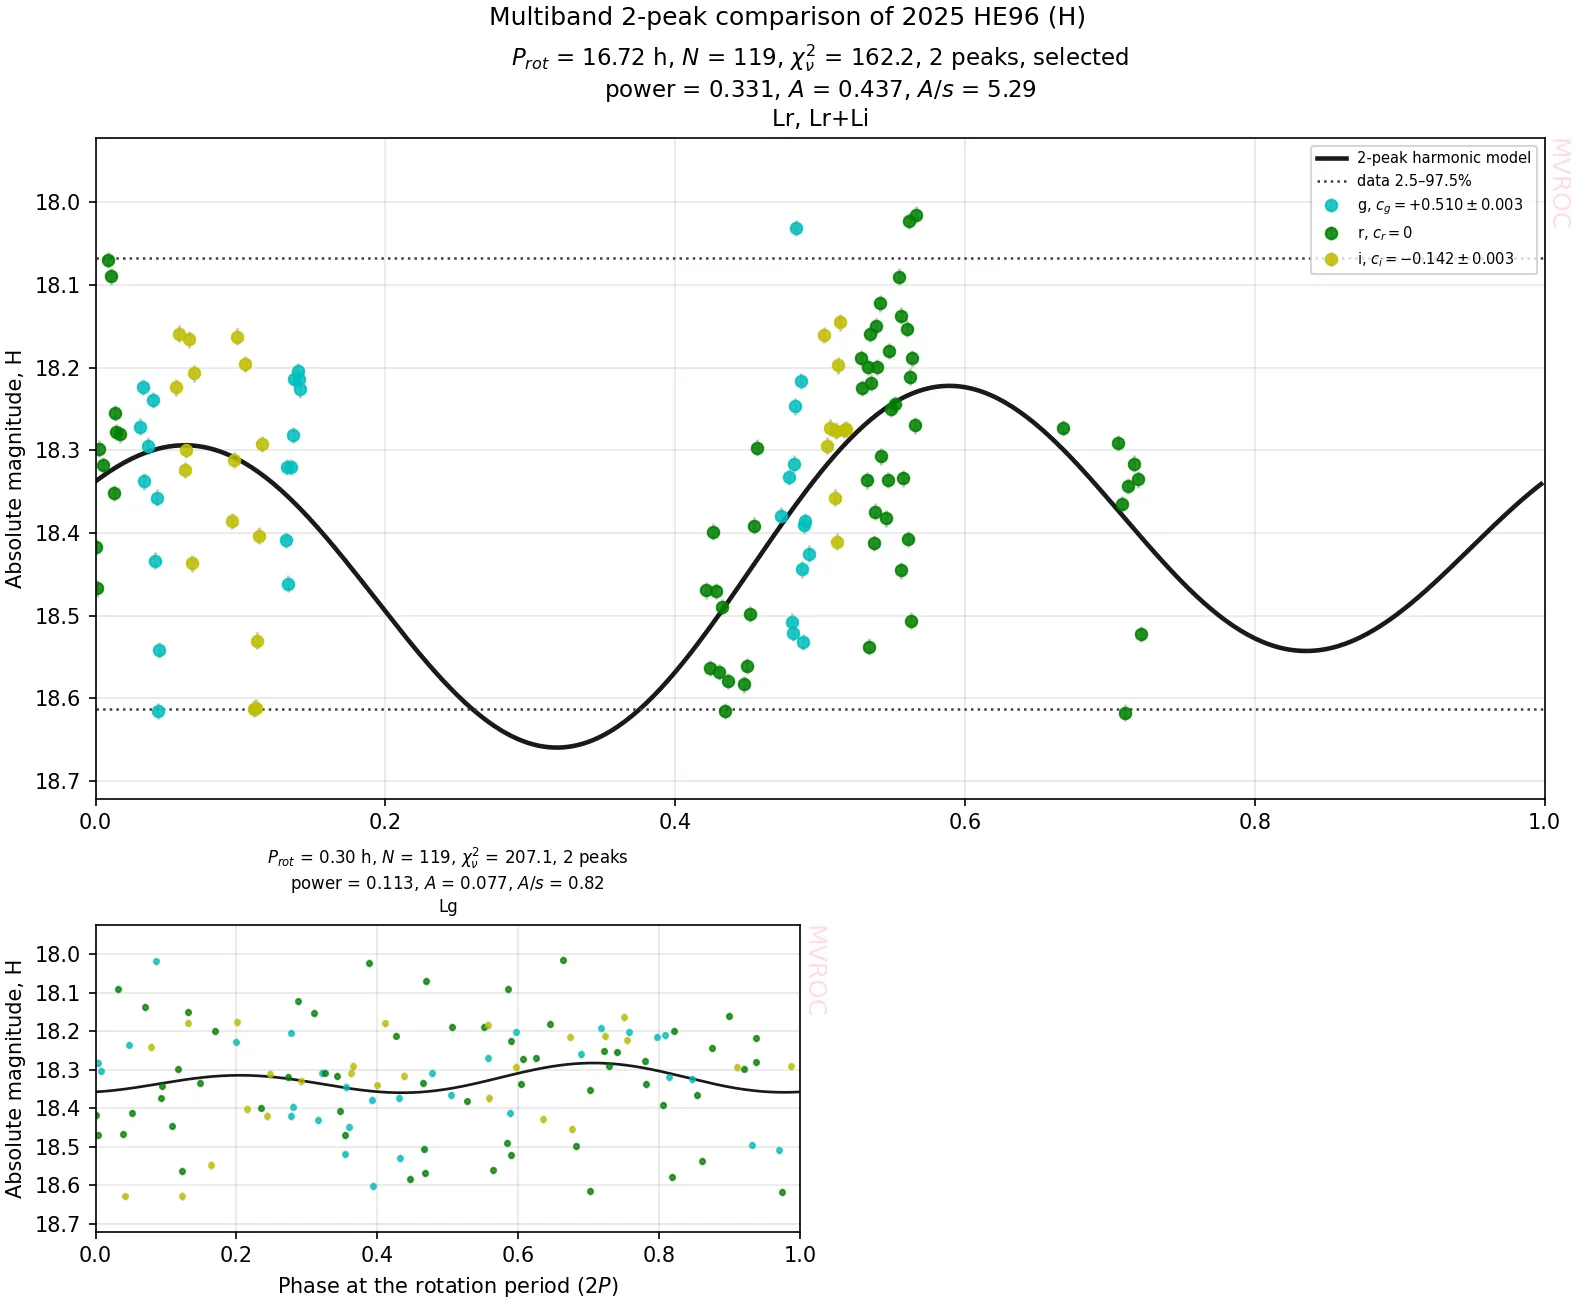 Multiband 2-peak comparison of 2025 HE96 (H)
P_rot = 16.72 h, N = 119, χ²_ν = 162.2, 2 peaks, selected
power = 0.331, A = 0.437, A/s = 5.29
Lr, Lr+Li
MVROC
2-peak harmonic model
data 2.5–97.5%
g, c_g = +0.510 ± 0.003
r, c_r = 0
i, c_i = −0.142 ± 0.003
Absolute magnitude, H
18.0
18.1
18.2
18.3
18.4
18.5
18.6
18.7
0.0 0.2 0.4 0.6 0.8 1.0
P_rot = 0.30 h, N = 119, χ²_ν = 207.1, 2 peaks
power = 0.113, A = 0.077, A/s = 0.82
Lg
MVROC
Absolute magnitude, H
18.0
18.1
18.2
18.3
18.4
18.5
18.6
18.7
0.0 0.2 0.4 0.6 0.8 1.0
Phase at the rotation period (2P)